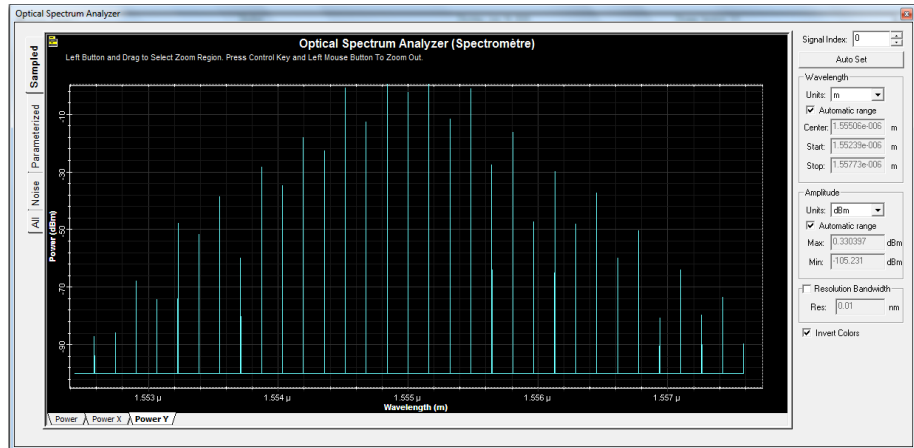 Optical Spectrum Analyzer
Optical Spectrum Analyzer (Spectromètre)
Left Button and Drag to Select Zoom Region. Press Control Key and Left Mouse Button To Zoom Out.
Sampled
Parameterized
Noise
All
Power (dBm)
-10
-30
-50
-70
-90
1.553 µ
1.554 µ
1.555 µ
1.556 µ
1.557 µ
Wavelength (m)
Power
Power X
Power Y
Signal Index: 0
Auto Set
Wavelength
Units: m
Automatic range
Center: 1.55506e-006 m
Start: 1.55239e-006 m
Stop: 1.55773e-006 m
Amplitude
Units: dBm
Automatic range
Max: 0.330397 dBm
Min: -105.231 dBm
Resolution Bandwidth
Res: 0.01 nm
Invert Colors